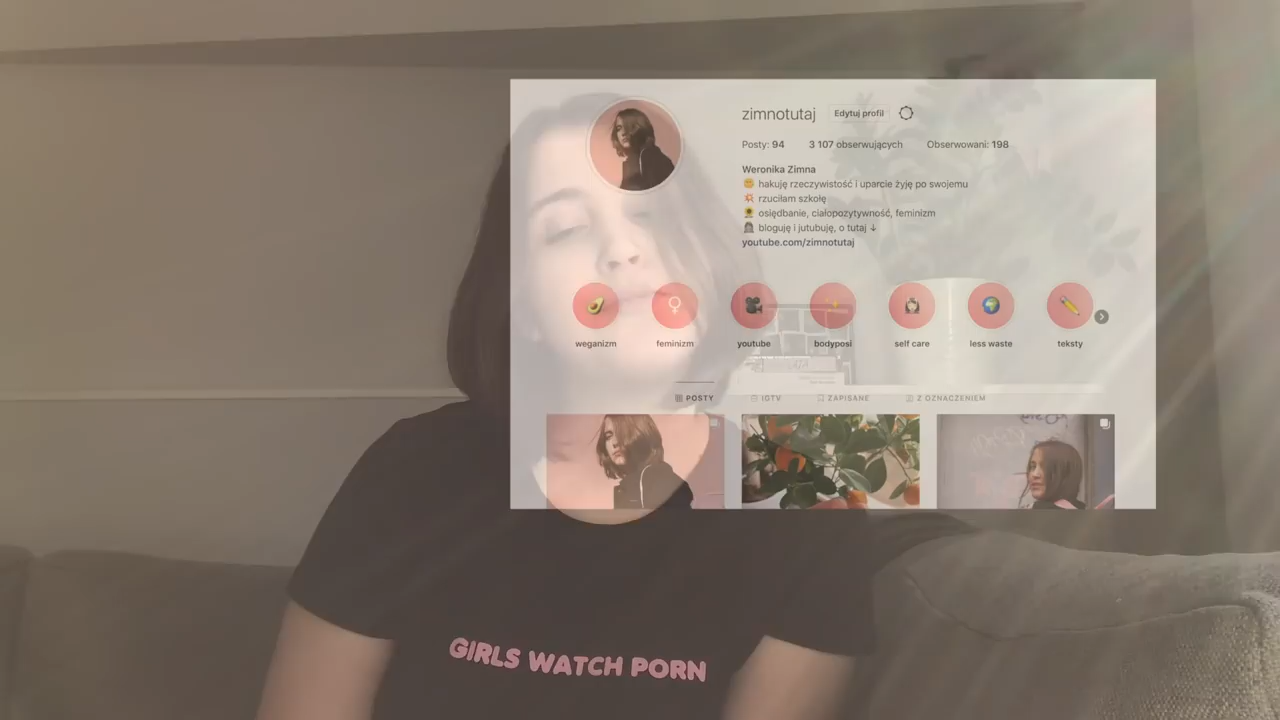 zimnotutaj Edytuj profil
Posty: 94 3 107 obserwujących Obserwowani: 198
Weronika Zimna
hakuję rzeczywistość i uparcie żyję po swojemu
rzuciłam szkołę
osiędbanie, ciałopozytywność, feminizm
bloguję i jutubuję, o tutaj ↓
youtube.com/zimnotutaj
weganizm feminizm youtube bodyposi self care less waste teksty
POSTY IGTV ZAPISANE Z OZNACZENIEM
GIRLS WATCH PORN